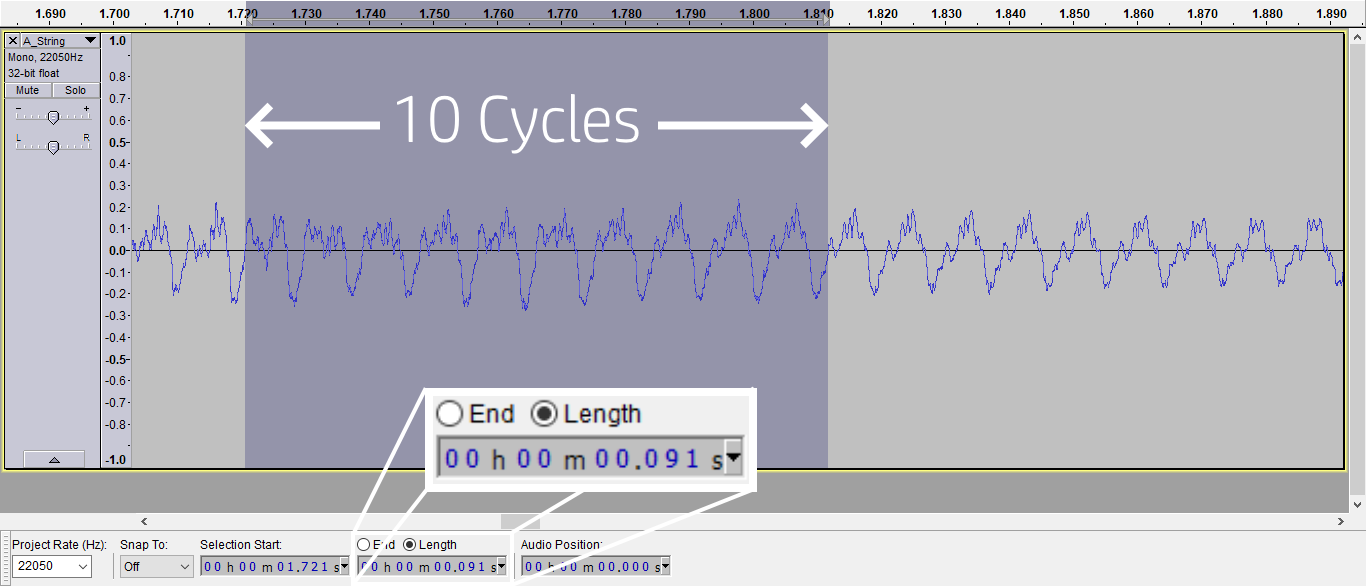 1.690 1.700 1.710 1.720 1.730 1.740 1.750 1.760 1.770 1.780 1.790 1.800 1.810 1.820 1.830 1.840 1.850 1.860 1.870 1.880 1.890
A_String
Mono, 22050Hz
32-bit float
Mute Solo
- +
L R
1.0
0.8
0.7
0.6
0.5
0.4
0.3
0.2
0.1
0.0
-0.1
-0.2
-0.3
-0.4
-0.5
-0.6
-0.7
-0.8
-1.0
10 Cycles
End Length
00 h 00 m 00.091 s
Project Rate (Hz): Snap To: Selection Start: End Length Audio Position:
22050 Off 00 h 00 m 01.721 s 00 h 00 m 00.091 s 00 h 00 m 00.000 s